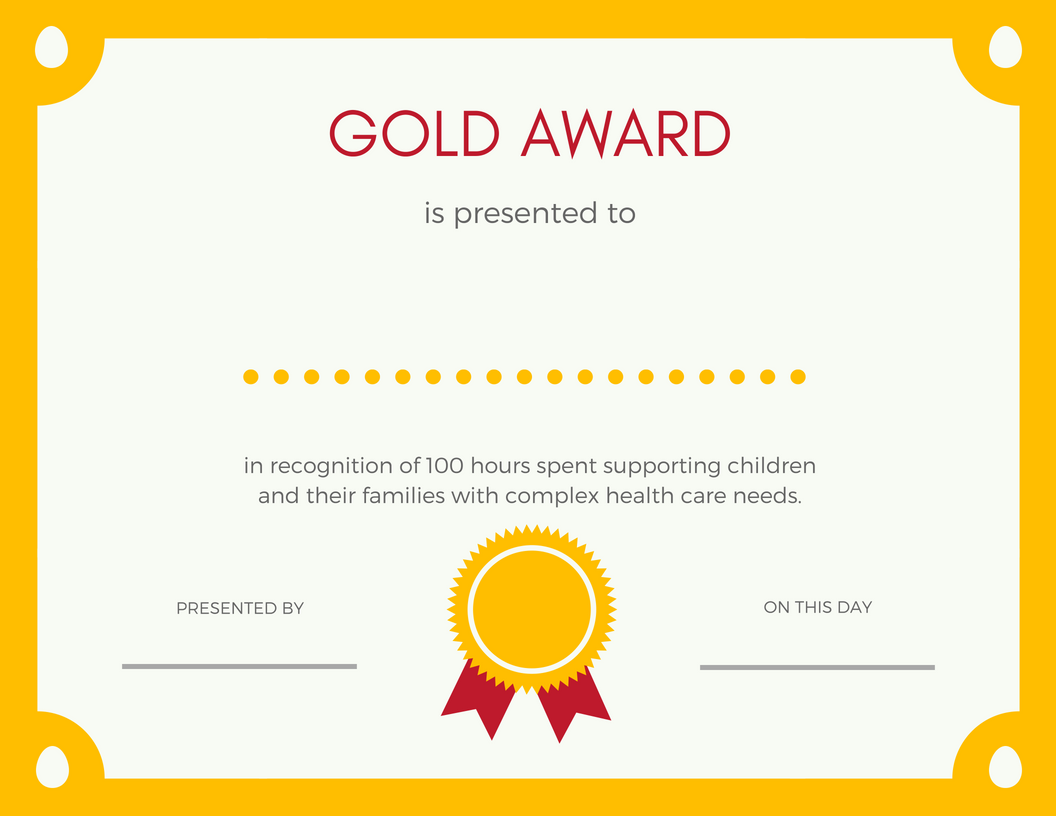 GOLD AWARD
is presented to
in recognition of 100 hours spent supporting children
and their families with complex health care needs.
PRESENTED BY
ON THIS DAY